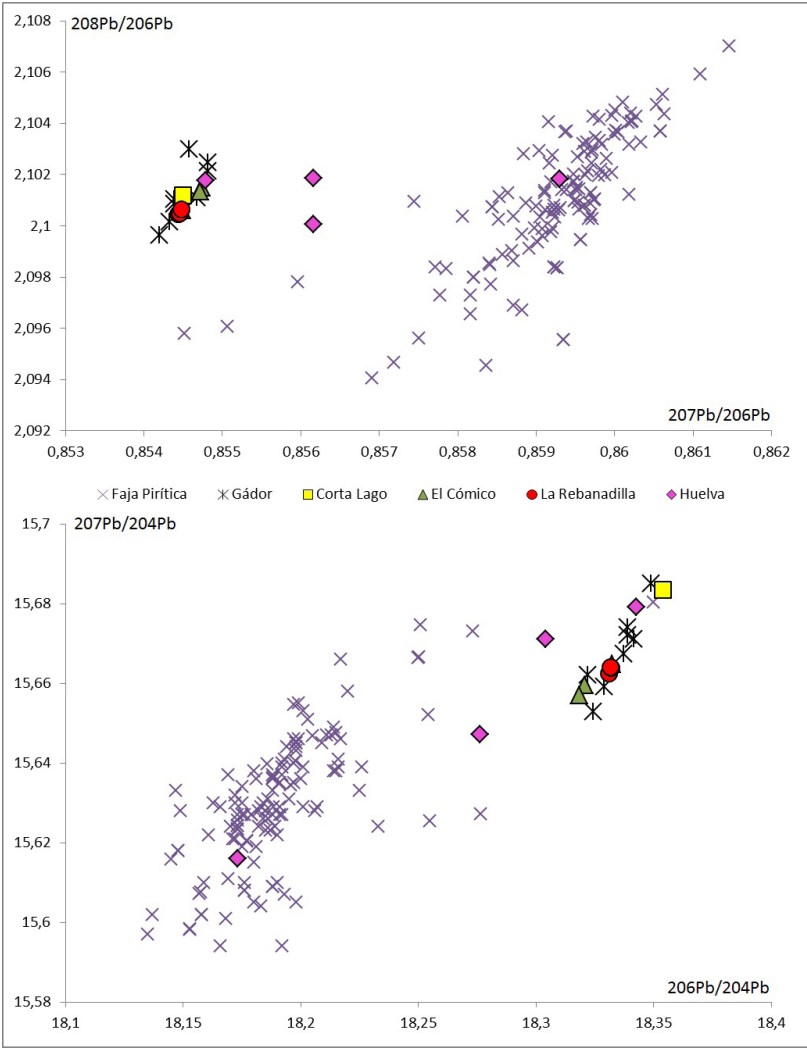 208Pb/206Pb
2,108
2,106
2,104
2,102
2,1
2,098
2,096
2,094
2,092
207Pb/206Pb
0,853 0,854 0,855 0,856 0,857 0,858 0,859 0,86 0,861 0,862
Faja Pirítica Gádor Corta Lago El Cómico La Rebanadilla Huelva
207Pb/204Pb
15,7
15,68
15,66
15,64
15,62
15,6
15,58
206Pb/204Pb
18,1 18,15 18,2 18,25 18,3 18,35 18,4